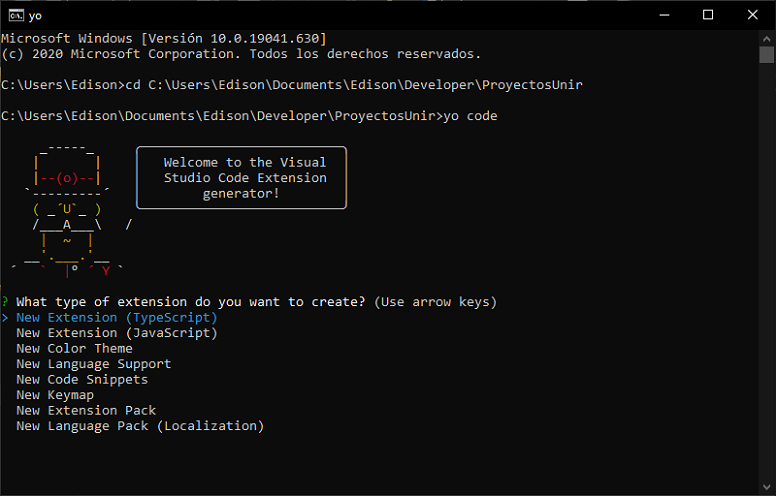 yo
Microsoft Windows [Versión 10.0.19041.630]
(c) 2020 Microsoft Corporation. Todos los derechos reservados.
C:\Users\Edison>cd C:\Users\Edison\Documents\Edison\Developer\ProyectosUnir
C:\Users\Edison\Documents\Edison\Developer\ProyectosUnir>yo code
Welcome to the Visual
Studio Code Extension
generator!
? What type of extension do you want to create? (Use arrow keys)
> New Extension (TypeScript)
New Extension (JavaScript)
New Color Theme
New Language Support
New Code Snippets
New Keymap
New Extension Pack
New Language Pack (Localization)